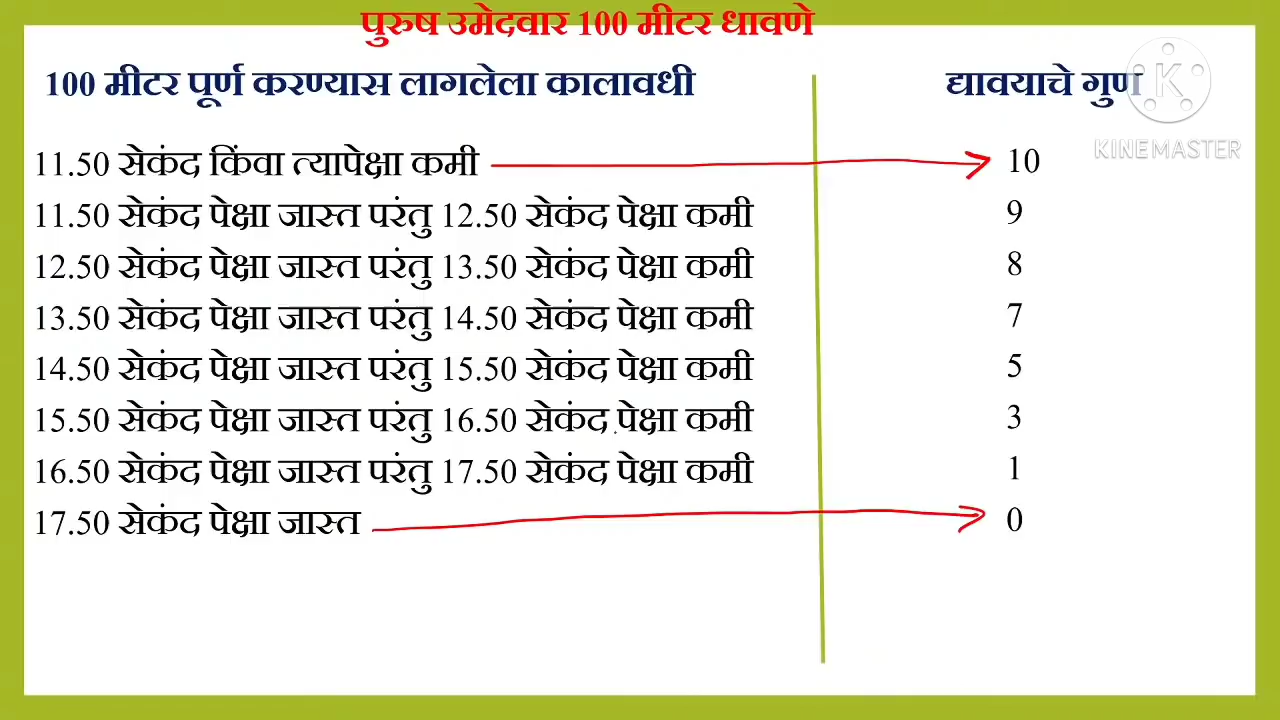 पुरुष उमेदवार 100 मीटर धावणे
100 मीटर पूर्ण करण्यास लागलेला कालावधी द्यावयाचे गुण
KINEMASTER
11.50 सेकंद किंवा त्यापेक्षा कमी 10
11.50 सेकंद पेक्षा जास्त परंतु 12.50 सेकंद पेक्षा कमी 9
12.50 सेकंद पेक्षा जास्त परंतु 13.50 सेकंद पेक्षा कमी 8
13.50 सेकंद पेक्षा जास्त परंतु 14.50 सेकंद पेक्षा कमी 7
14.50 सेकंद पेक्षा जास्त परंतु 15.50 सेकंद पेक्षा कमी 5
15.50 सेकंद पेक्षा जास्त परंतु 16.50 सेकंद पेक्षा कमी 3
16.50 सेकंद पेक्षा जास्त परंतु 17.50 सेकंद पेक्षा कमी 1
17.50 सेकंद पेक्षा जास्त 0